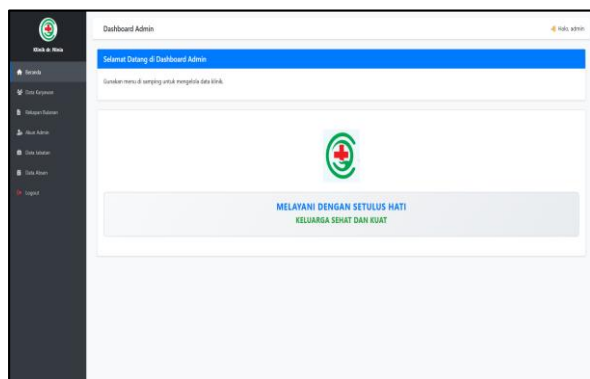 Klinik dr. Hinia
Beranda
Data Karyawan
Rekapan Bulanan
Akun Admin
Data Jabatan
Data Absen
Logout
Dashboard Admin
Halo, admin
Selamat Datang di Dashboard Admin
Gunakan menu di samping untuk mengelola data klinik.
MELAYANI DENGAN SETULUS HATI
KELUARGA SEHAT DAN KUAT